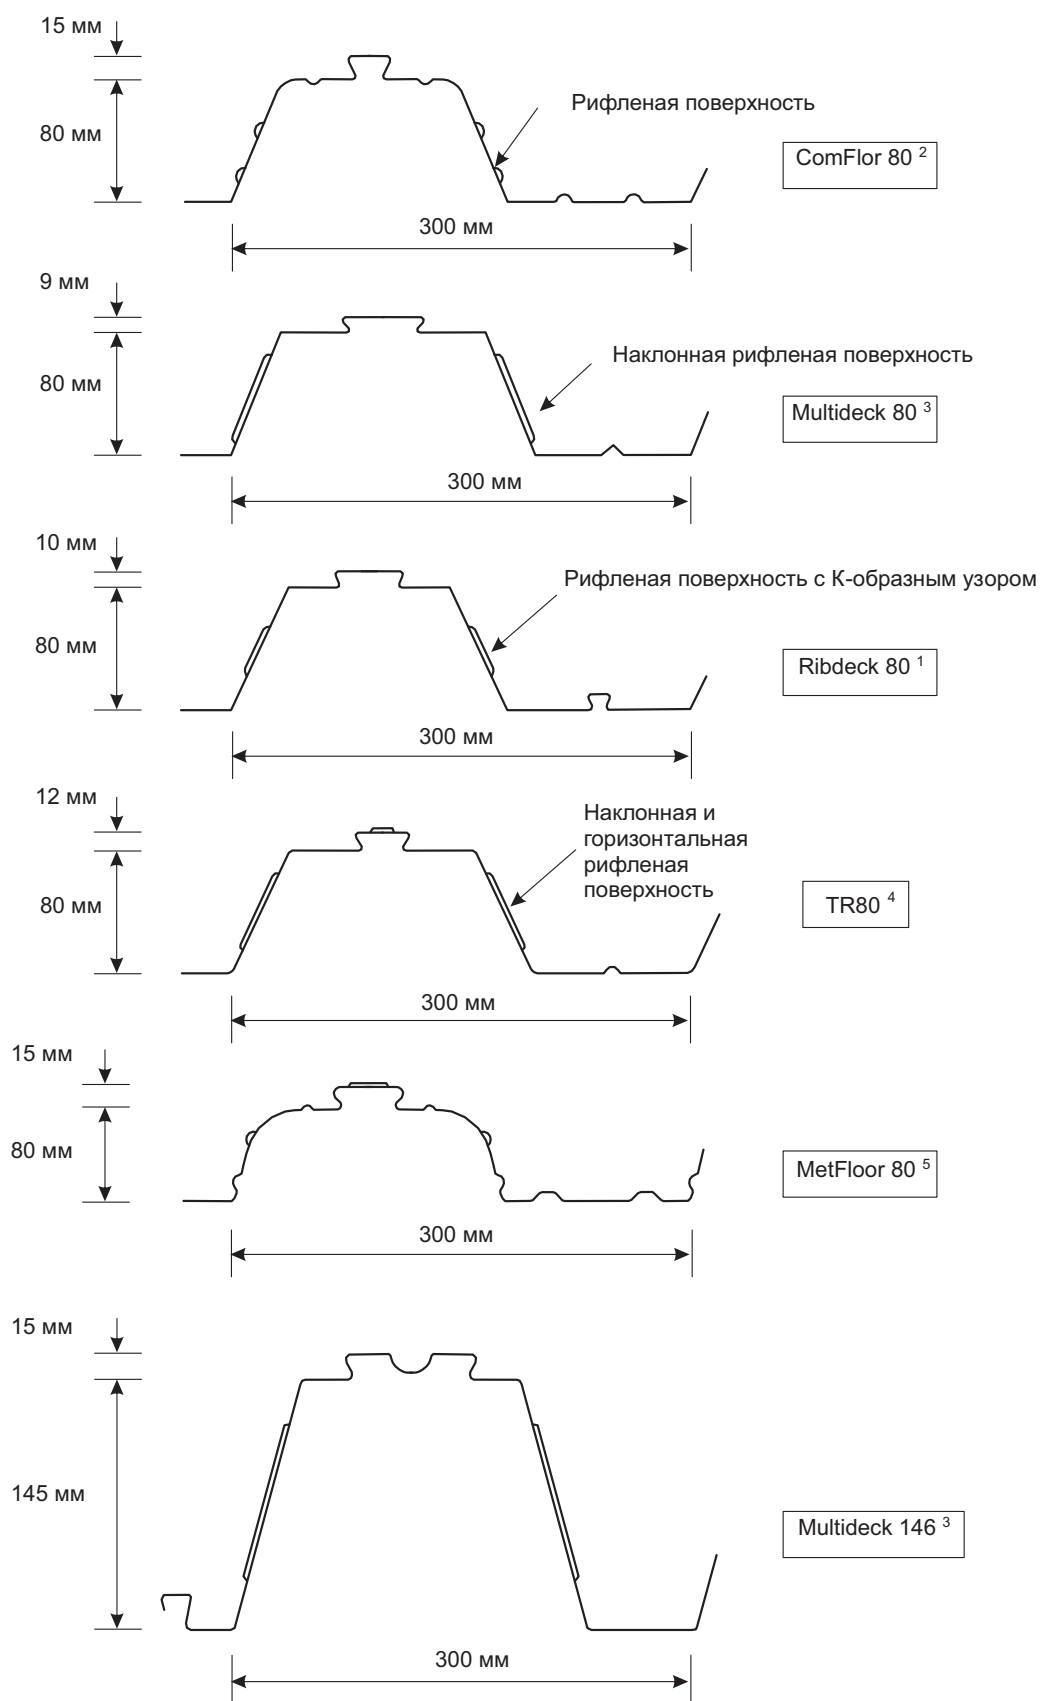 15 мм
80 мм
Рифленая поверхность
ComFlor 80 ²
300 мм
9 мм
80 мм
Наклонная рифленая поверхность
Multideck 80 ³
300 мм
10 мм
80 мм
Рифленая поверхность с К-образным узором
Ribdeck 80 ¹
300 мм
12 мм
80 мм
Наклонная и
горизонтальная
рифленая
поверхность
TR80 ⁴
300 мм
15 мм
80 мм
MetFloor 80 ⁵
300 мм
15 мм
145 мм
Multideck 146 ³
300 мм